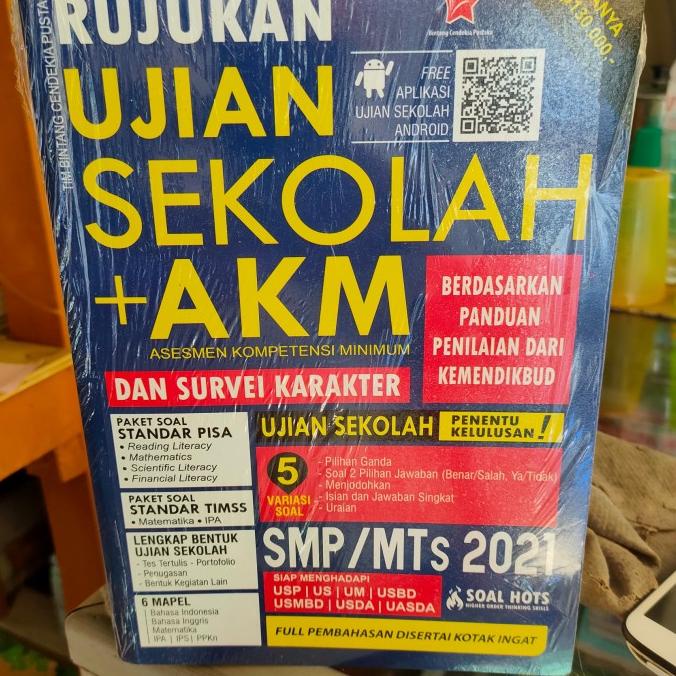 RUJUKAN
Bintang Cendekia Pustaka
130.000,-
TIM BINTANG CENDEKIA PUSTA
FREE
APLIKASI
UJIAN SEKOLAH
ANDROID
UJIAN
SEKOLAH
+AKM
ASESMEN KOMPETENSI MINIMUM
BERDASARKAN
PANDUAN
PENILAIAN DARI
KEMENDIKBUD
DAN SURVEI KARAKTER
PAKET SOAL
STANDAR PISA
• Reading Literacy
• Mathematics
• Scientific Literacy
• Financial Literacy
PAKET SOAL
STANDAR TIMSS
• Matematika • IPA
LENGKAP BENTUK
UJIAN SEKOLAH
- Tes Tertulis - Portofolio
- Penugasan
- Bentuk Kegiatan Lain
6 MAPEL
Bahasa Indonesia
Bahasa Inggris
Matematika
IPA | IPS | PPKn
UJIAN SEKOLAH PENENTU KELULUSAN!
5
VARIASI
SOAL
- Pilihan Ganda
- Soal 2 Pilihan Jawaban (Benar/Salah, Ya/Tidak)
- Menjodohkan
- Isian dan Jawaban Singkat
- Uraian
SMP/MTs 2021
SIAP MENGHADAPI
USP | US | UM | USBD
USMBD | USDA | UASDA
SOAL HOTS
HIGHER ORDER THINKING SKILLS
FULL PEMBAHASAN DISERTAI KOTAK INGAT